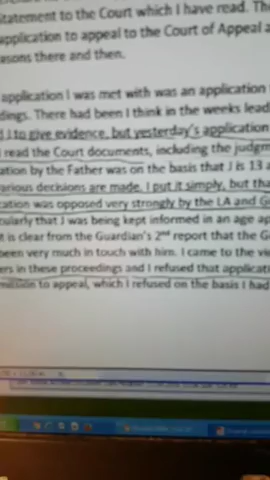 Statement to the Court which I have read. Th
application to appeal to the Court of Appeal a
asons there and then.
application I was met with was an application
dings. There had been I think in the weeks lead
J to give evidence, but yesterday's application
I read the Court documents, including the judgm
ation by the Father was on the basis that J is 13 a
arious decisions are made. I put it simply, but tha
cation was opposed very strongly by the LA and G
cularly that J was being kept informed in an age ap
t is clear from the Guardian's 2nd report that the G
been very much in touch with him. I came to the vi
ers in these proceedings and I refused that applicati
mission to appeal, which I refused on the basis I had